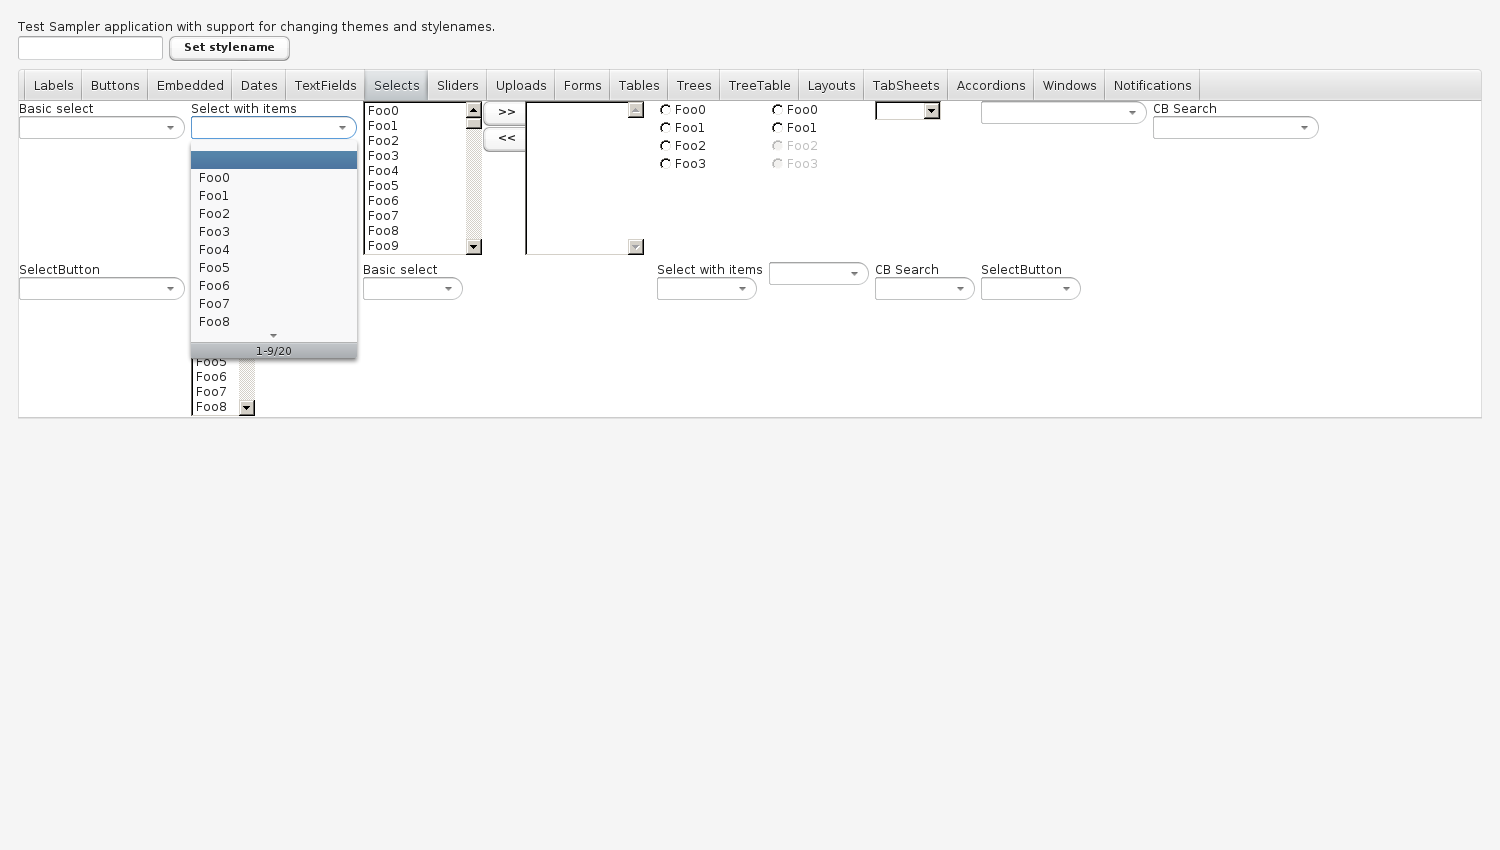 Test Sampler application with support for changing themes and stylenames.
Set stylename
Labels Buttons Embedded Dates TextFields Selects Sliders Uploads Forms Tables Trees TreeTable Layouts TabSheets Accordions Windows Notifications
Basic select
Select with items
Foo0
Foo1
Foo2
Foo3
Foo4
Foo5
Foo6
Foo7
Foo8
1-9/20
Foo0
Foo1
Foo2
Foo3
Foo4
Foo5
Foo6
Foo7
Foo8
Foo9
>>
<<
Foo0
Foo1
Foo2
Foo3
Foo0
Foo1
Foo2
Foo3
CB Search
SelectButton
Foo5
Foo6
Foo7
Foo8
Basic select
Select with items
CB Search
SelectButton